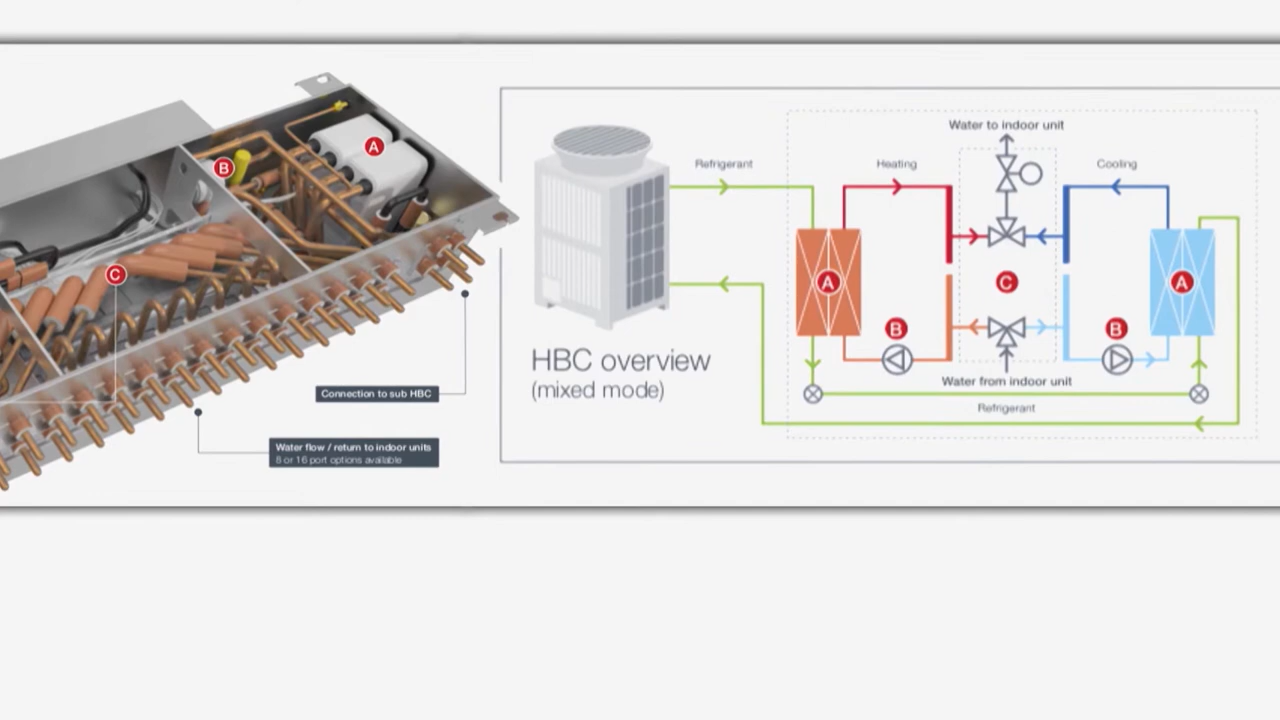 A
B
C
Connection to sub HBC
Water flow / return to indoor units
8 or 16 port options available
HBC overview
(mixed mode)
Refrigerant
Heating
Water to indoor unit
Cooling
A
C
A
B
B
Water from indoor unit
Refrigerant